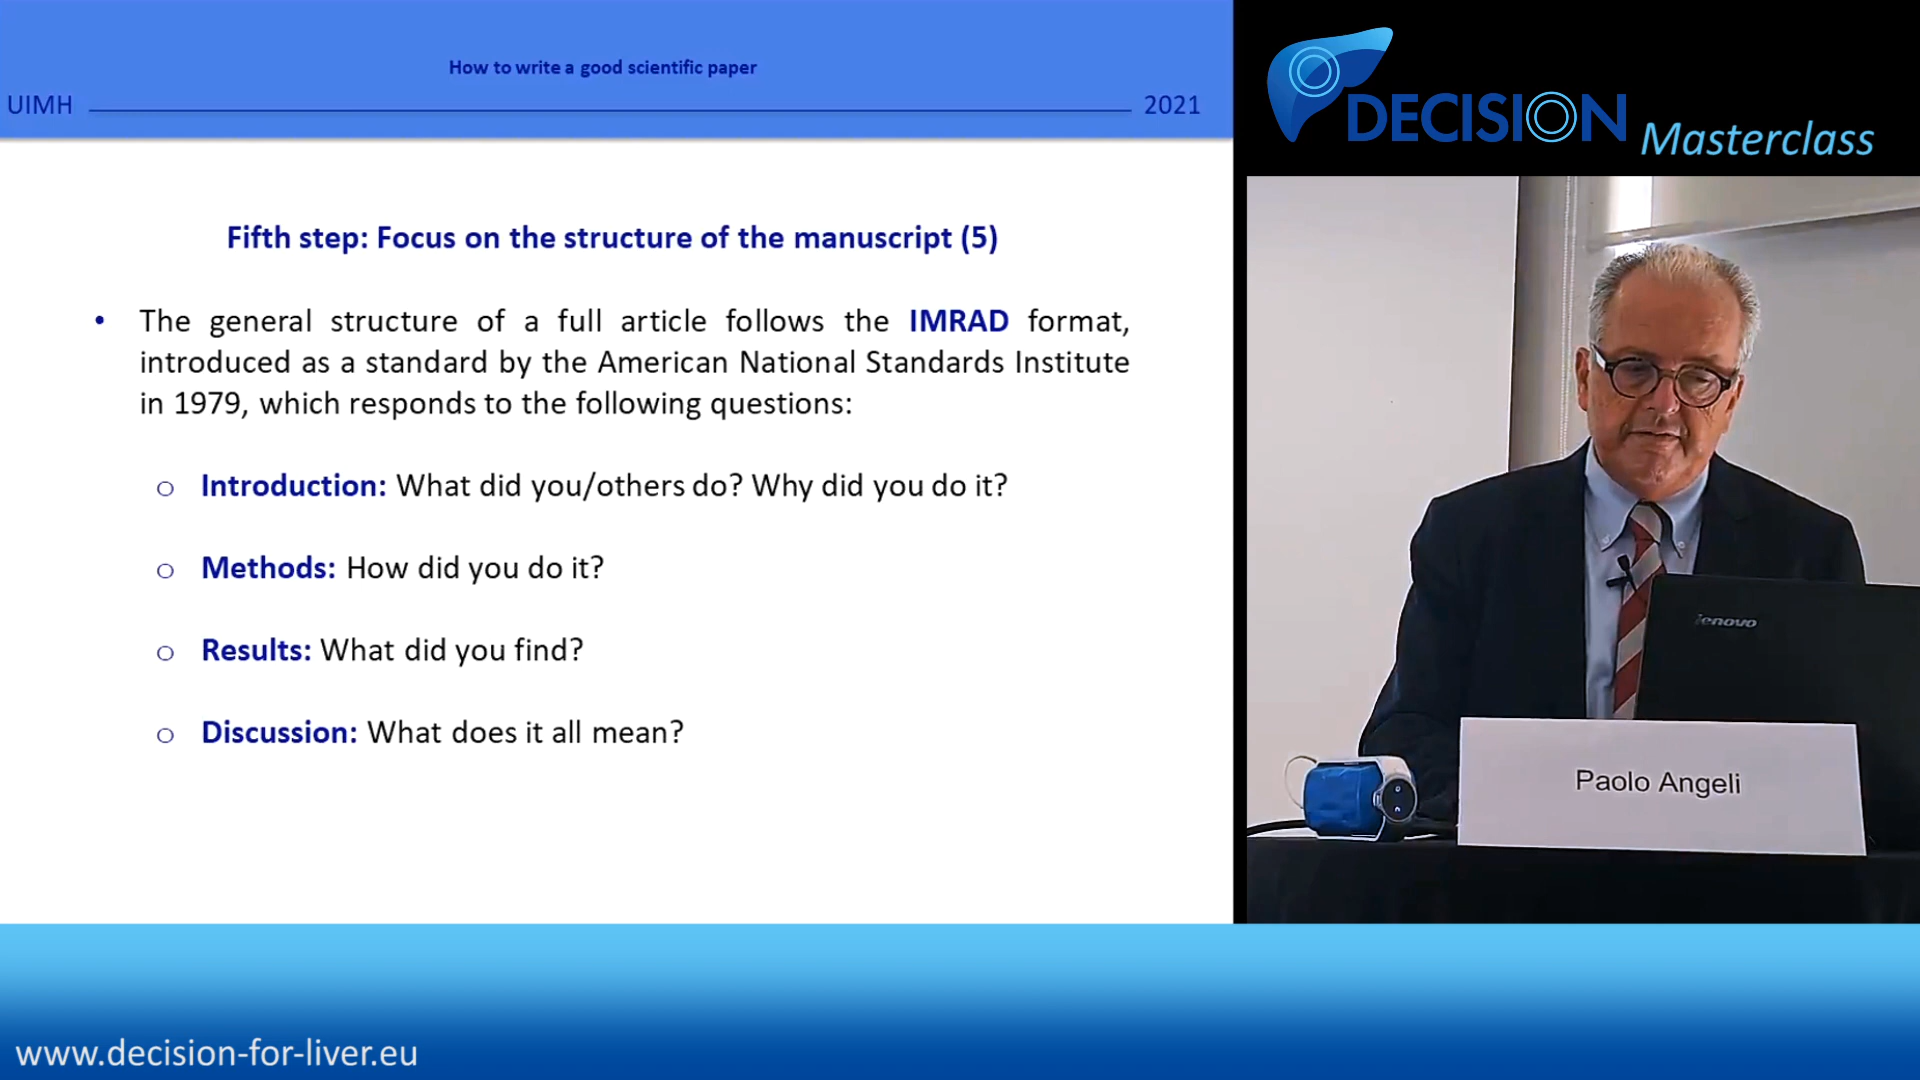 How to write a good scientific paper
UIMH
2021
Fifth step: Focus on the structure of the manuscript (5)
• The general structure of a full article follows the IMRAD format,
introduced as a standard by the American National Standards Institute
in 1979, which responds to the following questions:
o Introduction: What did you/others do? Why did you do it?
o Methods: How did you do it?
o Results: What did you find?
o Discussion: What does it all mean?
DECISION
Masterclass
lenovo
Paolo Angeli
www.decision-for-liver.eu